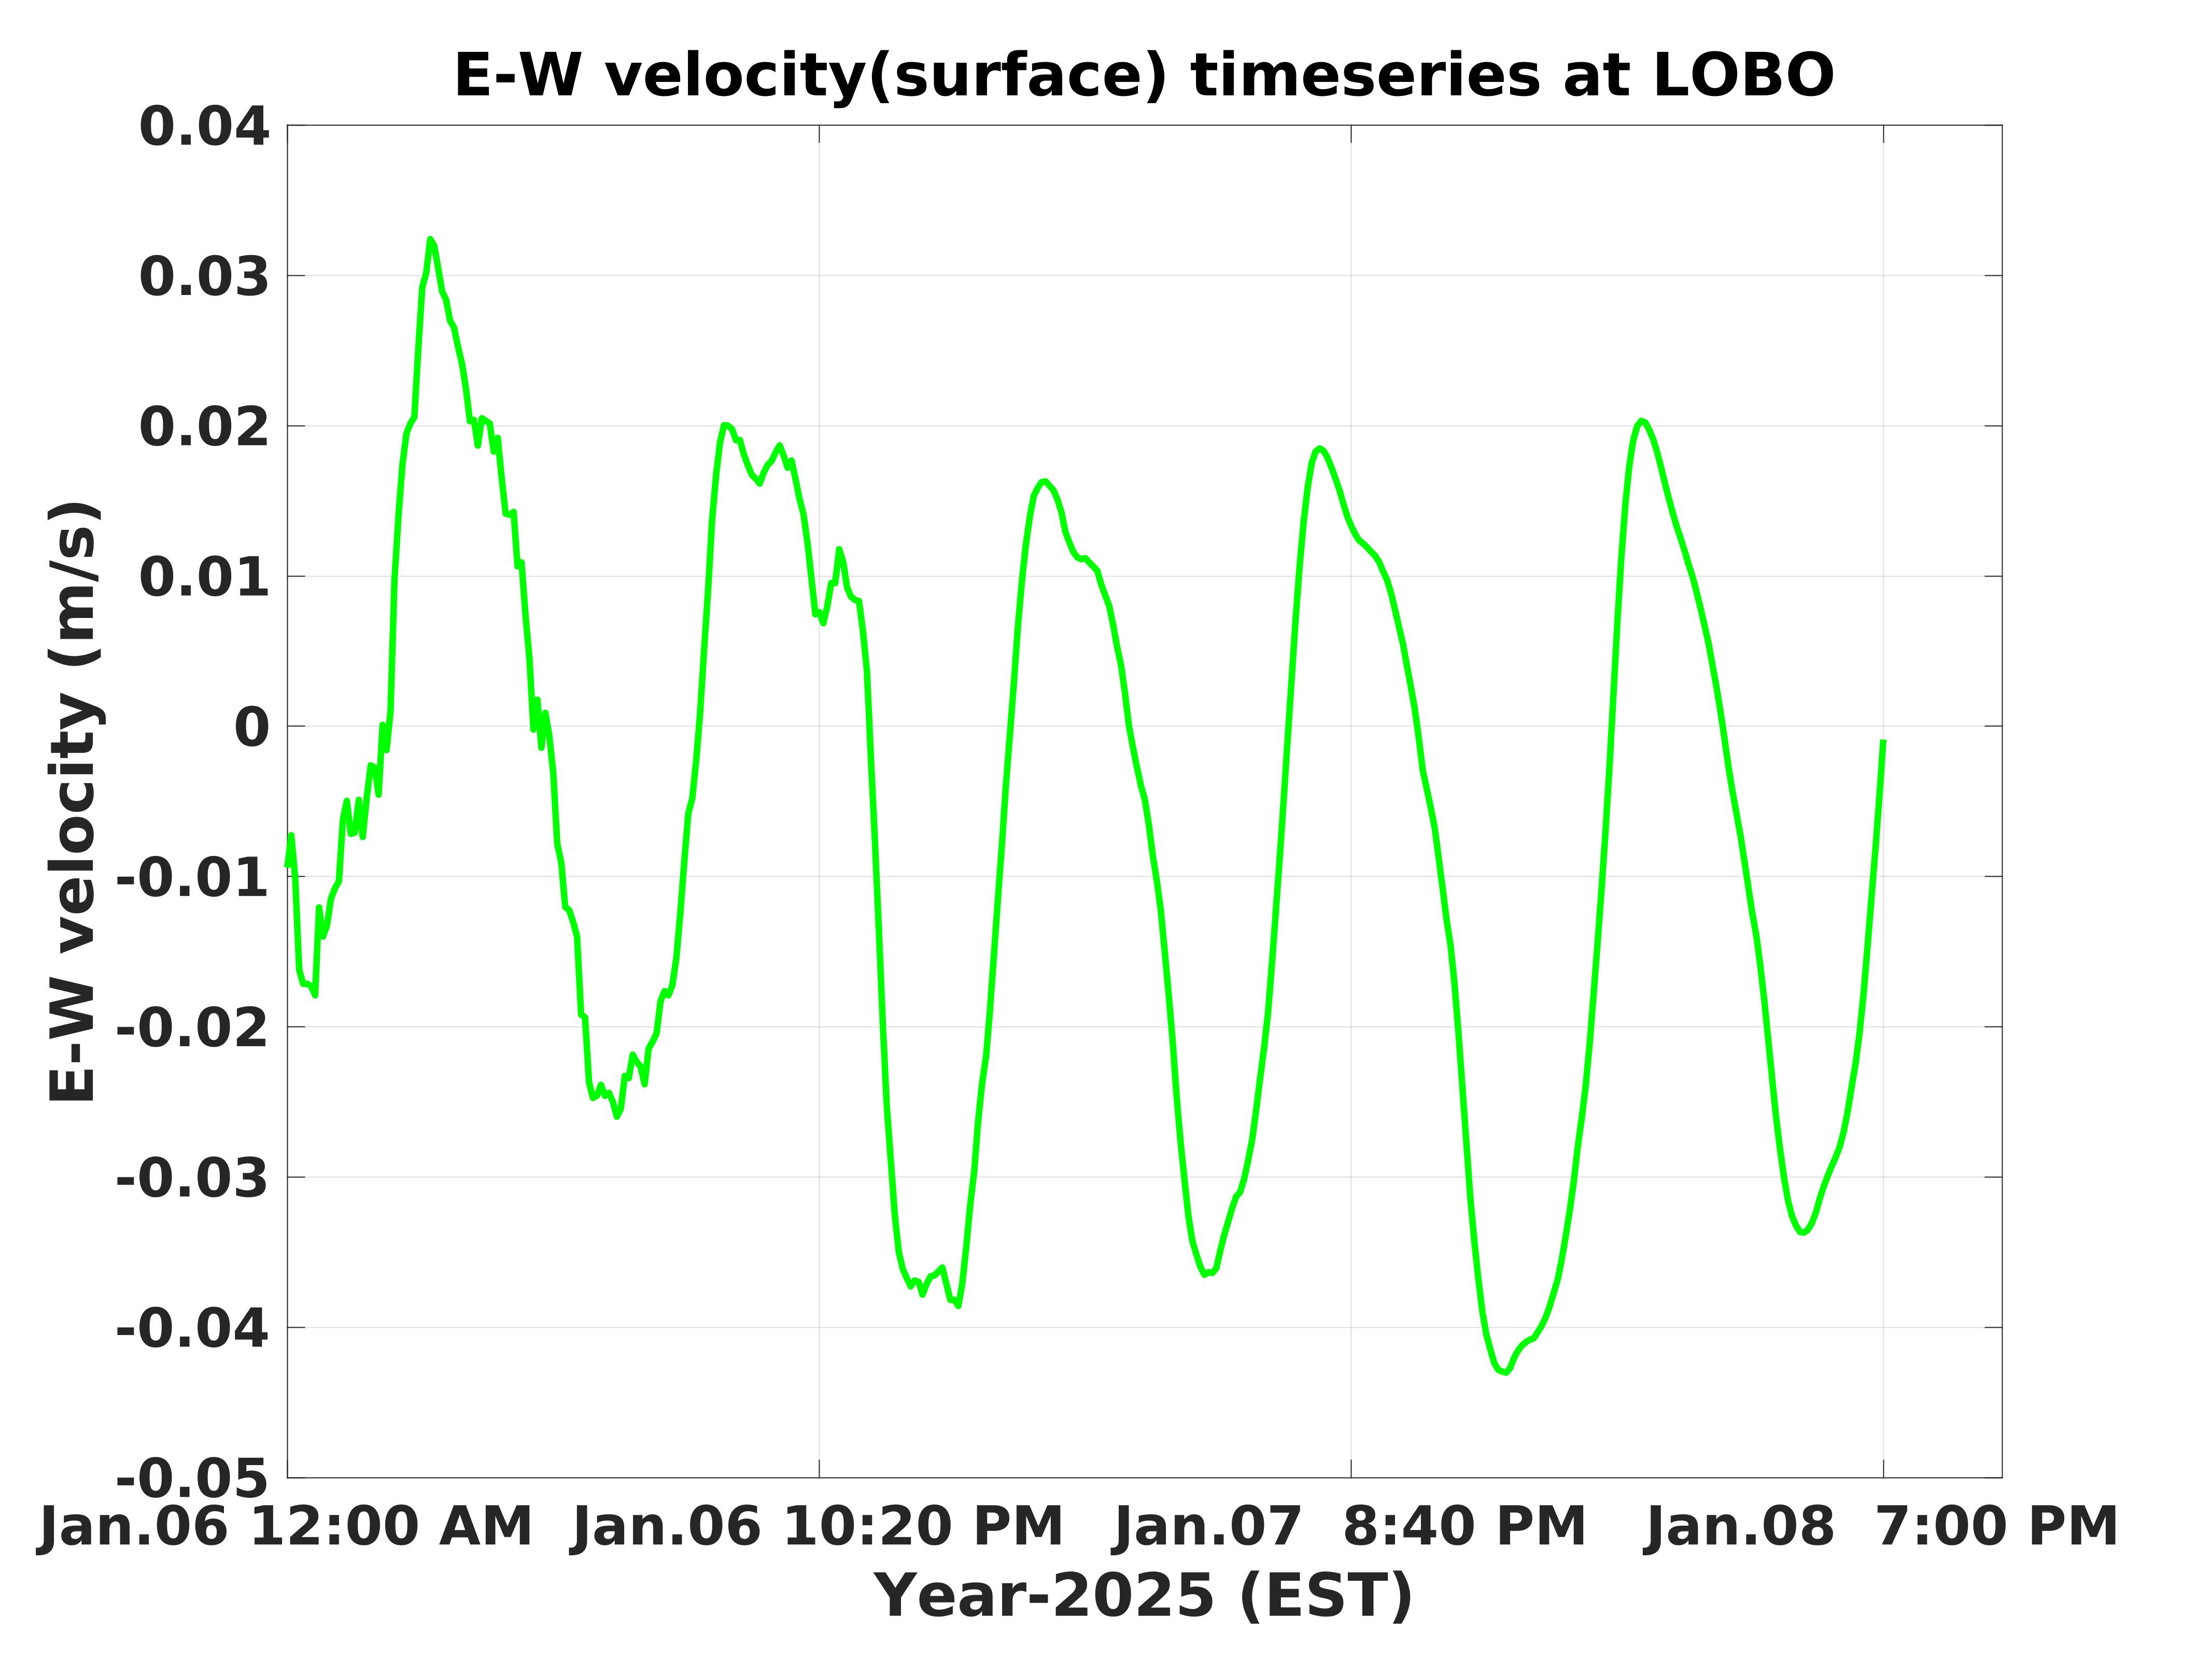 E-W velocity(surface) timeseries at LOBO
0.04
0.03
0.02
0.01
0
-0.01
-0.02
-0.03
-0.04
-0.05
E-W velocity (m/s)
Jan.06 12:00 AM Jan.06 10:20 PM Jan.07 8:40 PM Jan.08 7:00 PM
Year-2025 (EST)